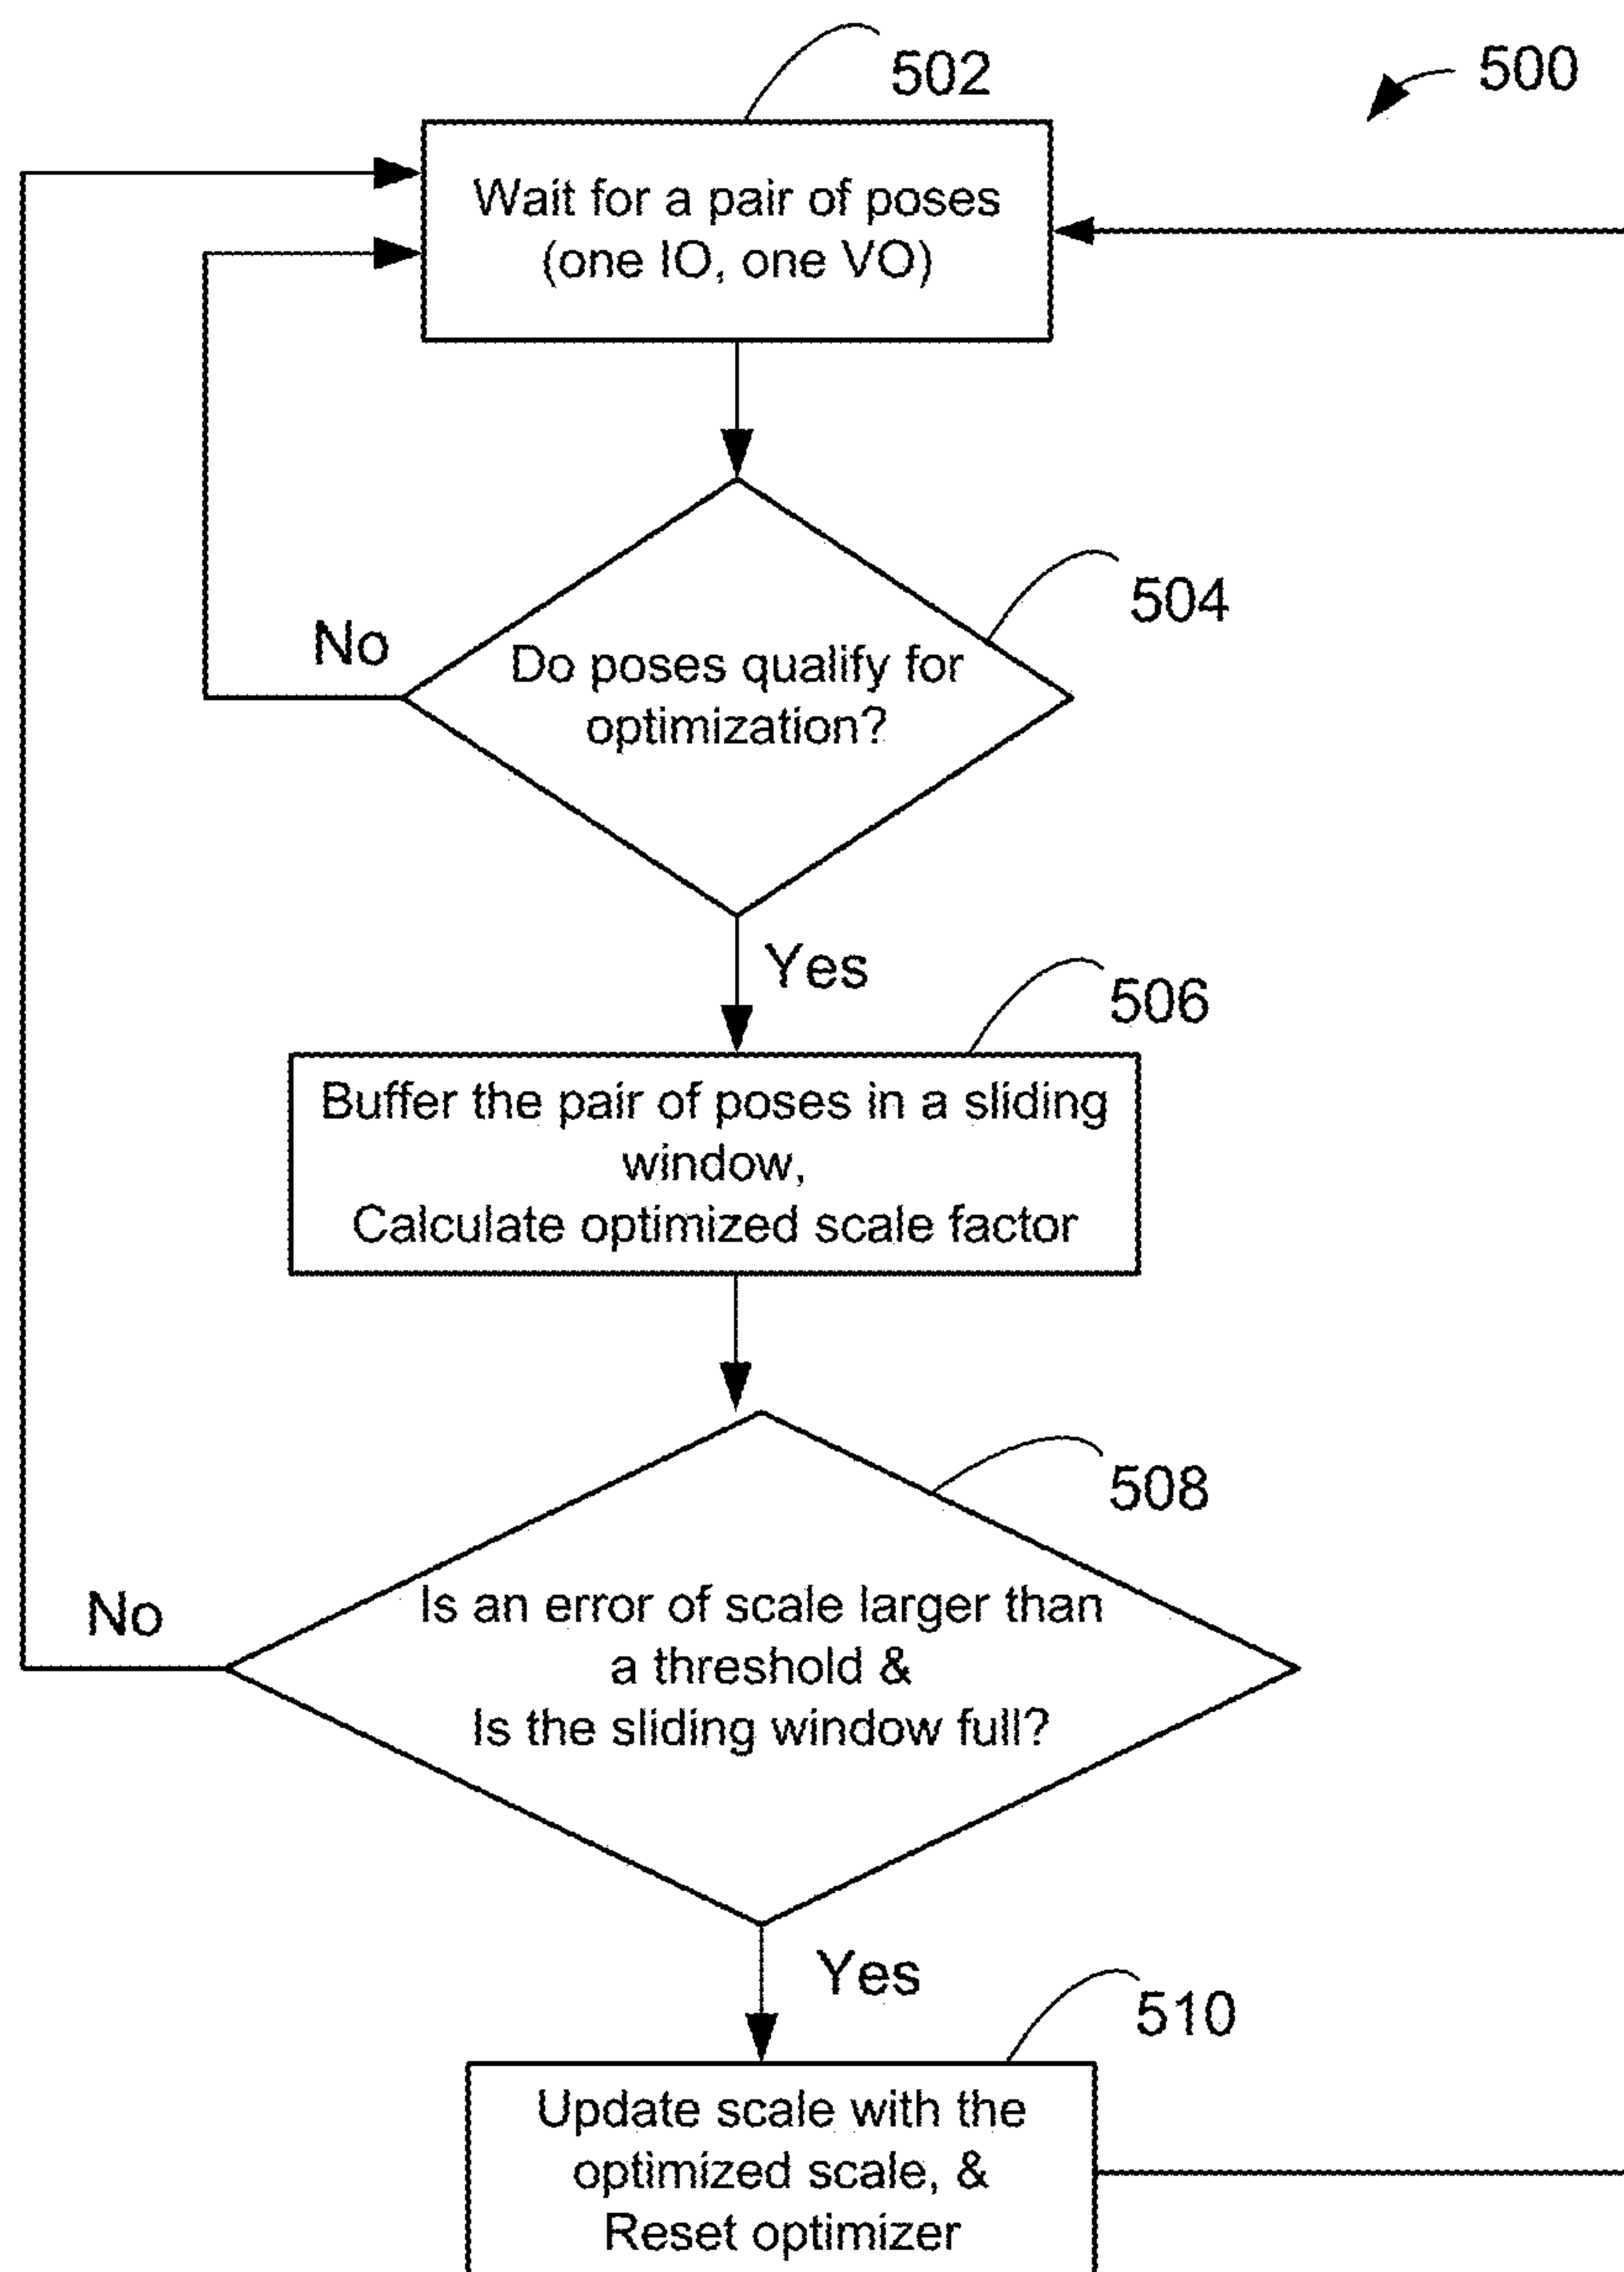 502
500
Wait for a pair of poses
(one IO, one VO)
504
No
Do poses qualify for
optimization?
Yes
506
Buffer the pair of poses in a sliding
window,
Calculate optimized scale factor
508
No
Is an error of scale larger than
a threshold &
Is the sliding window full?
Yes
510
Update scale with the
optimized scale, &
Reset optimizer